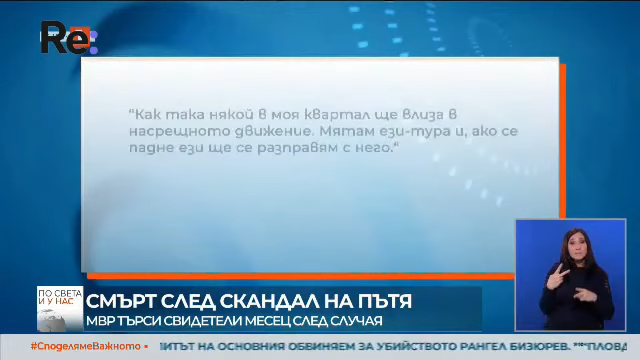 Re:
"Как така някой в моя квартал ще влиза в
насрещното движение. Мятам ези-тура и, ако се
падне ези ще се разправям с него."
ПО СВЕТА
И У НАС
СМЪРТ СЛЕД СКАНДАЛ НА ПЪТЯ
МВР ТЪРСИ СВИДЕТЕЛИ МЕСЕЦ СЛЕД СЛУЧАЯ
#СподелямеВажното • ИТЪТ НА ОСНОВНИЯ ОБВИНЯЕМ ЗА УБИЙСТВОТО РАНГЕЛ БИЗЮРЕВ. *"ПЛОВД